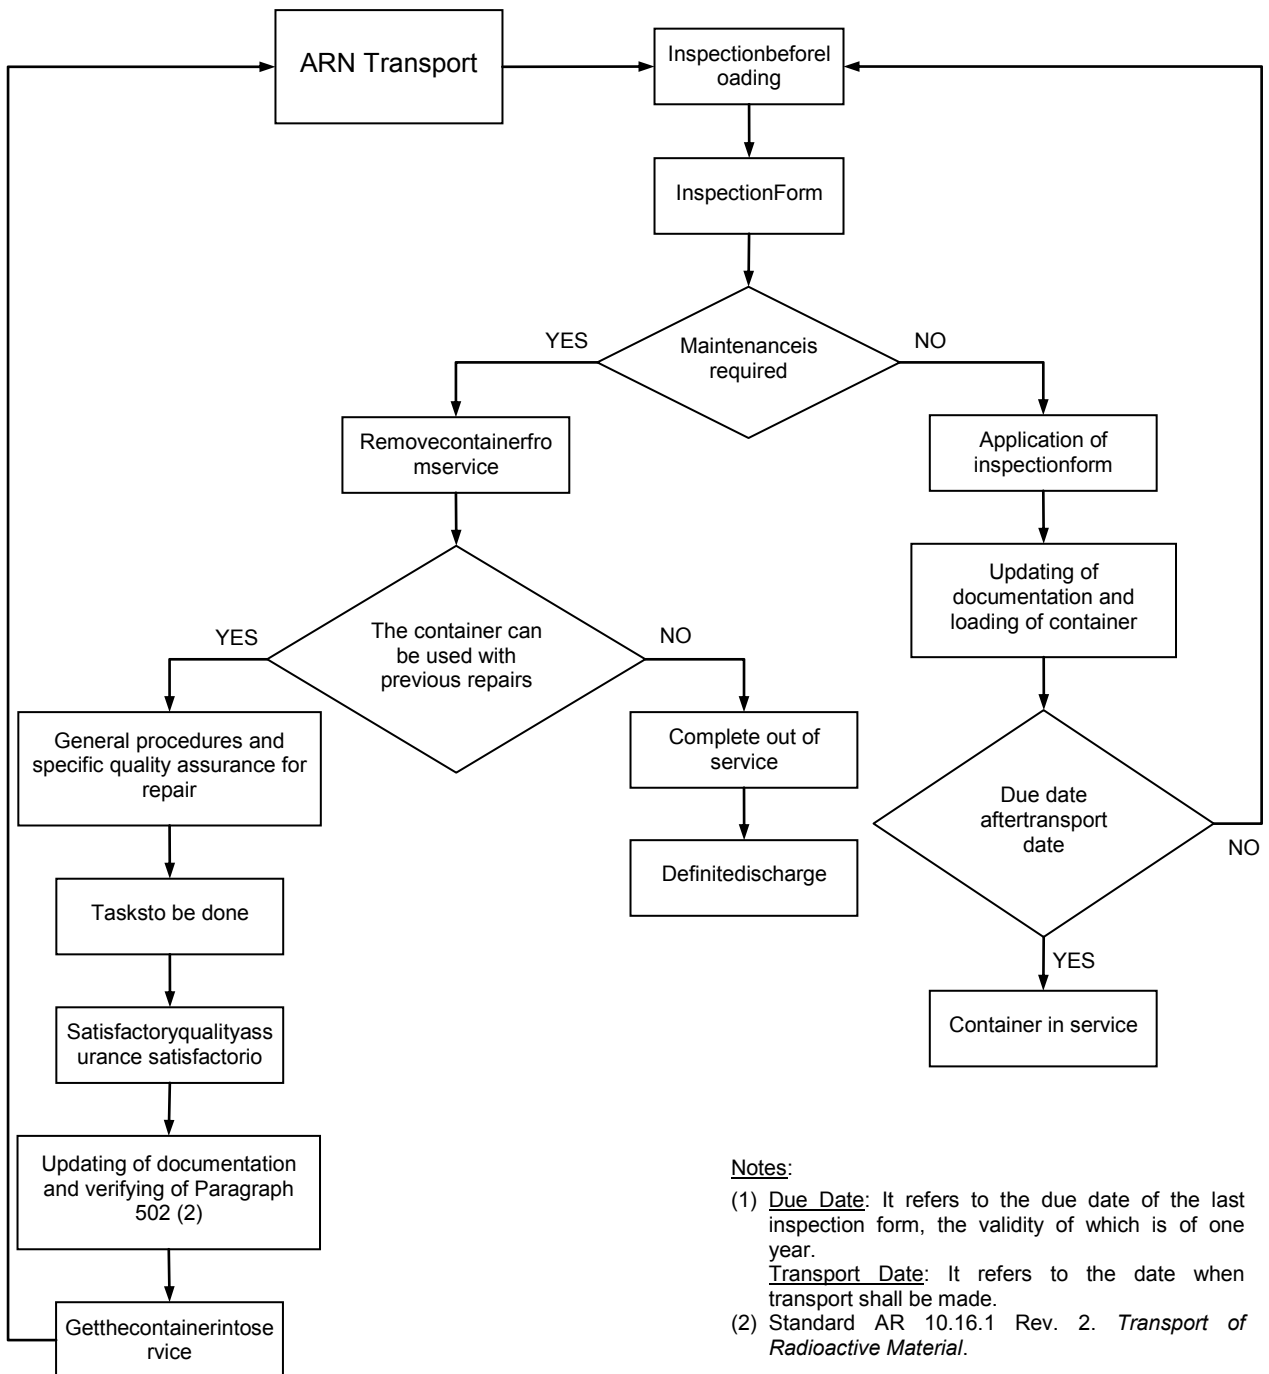 ARN Transport
Inspectionbeforel
oading
InspectionForm
Maintenanceis
required
YES
NO
Removecontainerfro
mservice
Application of
inspectionform
Updating of
documentation and
loading of container
The container can
be used with
previous repairs
YES
NO
General procedures and
specific quality assurance for
repair
Complete out of
service
Due date
aftertransport
date
NO
YES
Definitedischarge
Tasksto be done
Container in service
Satisfactoryqualityass
urance satisfactorio
Updating of documentation
and verifying of Paragraph
502 (2)
Getthecontainerintose
rvice
Notes:
(1) Due Date: It refers to the due date of the last
inspection form, the validity of which is of one
year.
Transport Date: It refers to the date when
transport shall be made.
(2) Standard AR 10.16.1 Rev. 2. Transport of
Radioactive Material.